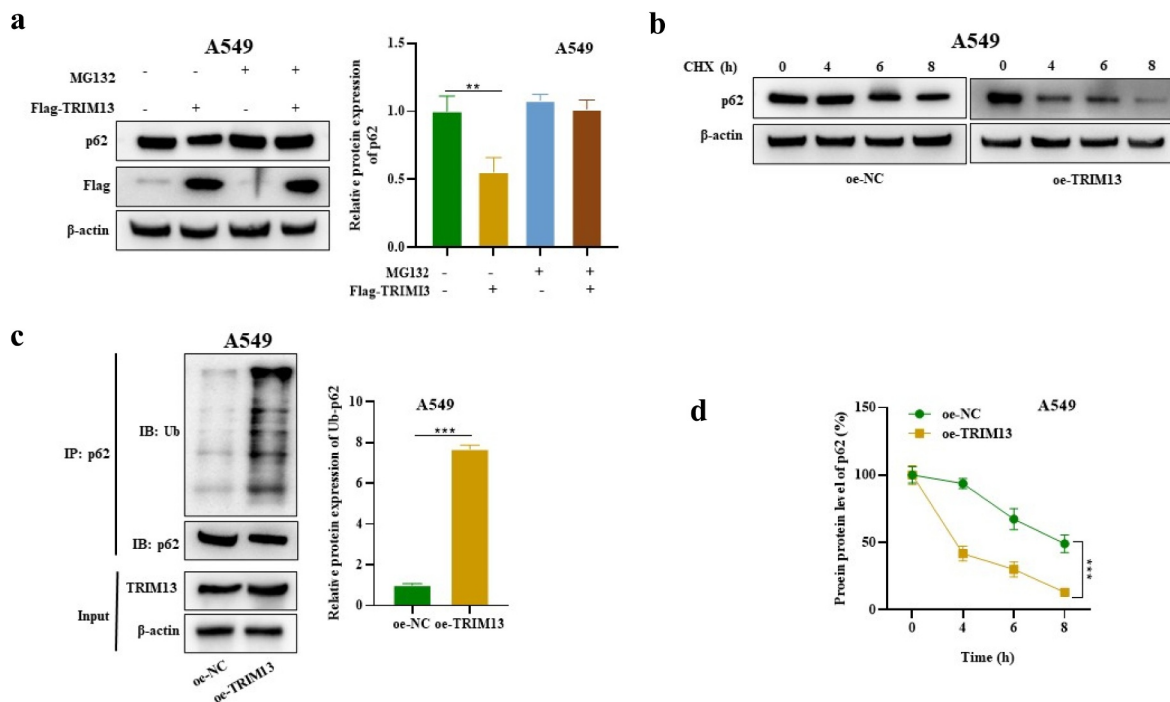 a
A549
MG132 - - + +
Flag-TRIM13 - + - +
p62
Flag
β-actin
A549
Relative protein expression
of p62
1.5
1.0
0.5
0.0
**
MG132 - - + +
Flag-TRIMI3 - + - +
b
A549
CHX (h) 0 4 6 8 0 4 6 8
p62
β-actin
oe-NC oe-TRIM13
c
A549
IP: p62
IB: Ub
IB: p62
Input
TRIM13
β-actin
oe-NC
oe-TRIM13
Relative protein expression of Ub-p62
A549
10
8
6
4
2
0
***
oe-NC oe-TRIM13
d
A549
oe-NC
oe-TRIM13
Proein protein level of p62 (%)
150
100
50
0
***
0 4 6 8
Time (h)